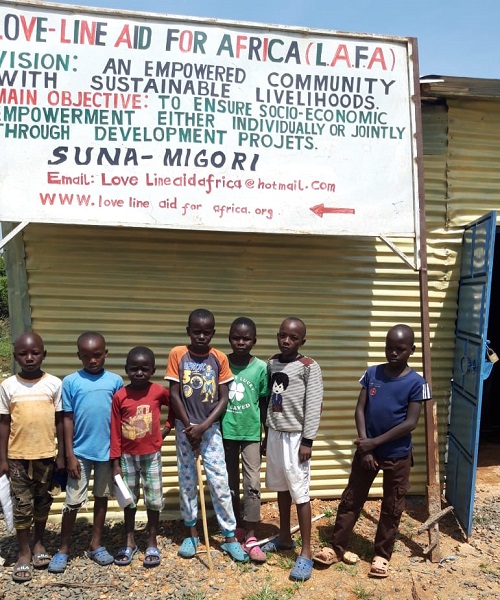 LOVE-LINE AID FOR AFRICA (L.A.F.A)
VISION: AN EMPOWERED COMMUNITY
WITH SUSTAINABLE LIVELIHOODS.
MAIN OBJECTIVE: TO ENSURE SOCIO-ECONOMIC
EMPOWERMENT EITHER INDIVIDUALLY OR JOINTLY
THROUGH DEVELOPMENT PROJETS.
SUNA-MIGORI
Email: Love Lineaidafrica@hotmail.com
WWW.love line aid for africa.org.